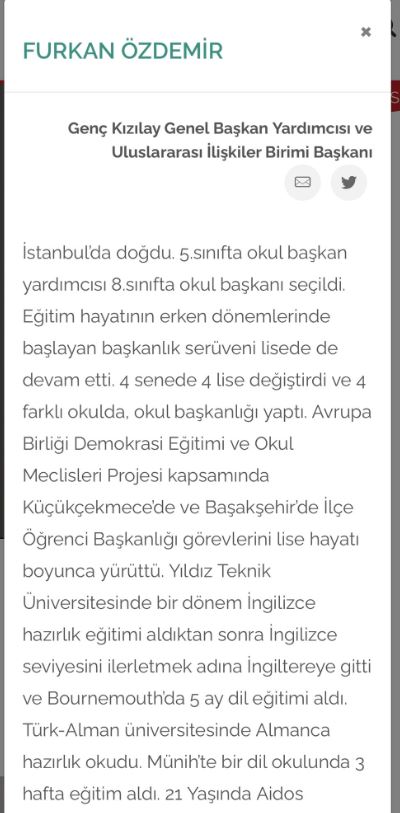 ×
FURKAN ÖZDEMİR
S
Genç Kızılay Genel Başkan Yardımcısı ve
Uluslararası İlişkiler Birimi Başkanı
İstanbul’da doğdu. 5.sınıfta okul başkan
yardımcısı 8.sınıfta okul başkanı seçildi.
Eğitim hayatının erken dönemlerinde
başlayan başkanlık serüveni lisede de
devam etti. 4 senede 4 lise değiştirdi ve 4
farklı okulda, okul başkanlığı yaptı. Avrupa
Birliği Demokrasi Eğitimi ve Okul
Meclisleri Projesi kapsamında
Küçükçekmece’de ve Başakşehir’de İlçe
Öğrenci Başkanlığı görevlerini lise hayatı
boyunca yürüttü. Yıldız Teknik
Üniversitesinde bir dönem İngilizce
hazırlık eğitimi aldıktan sonra İngilizce
seviyesini ilerletmek adına İngiltereye gitti
ve Bournemouth’da 5 ay dil eğitimi aldı.
Türk-Alman üniversitesinde Almanca
hazırlık okudu. Münih’te bir dil okulunda 3
hafta eğitim aldı. 21 Yaşında Aidos